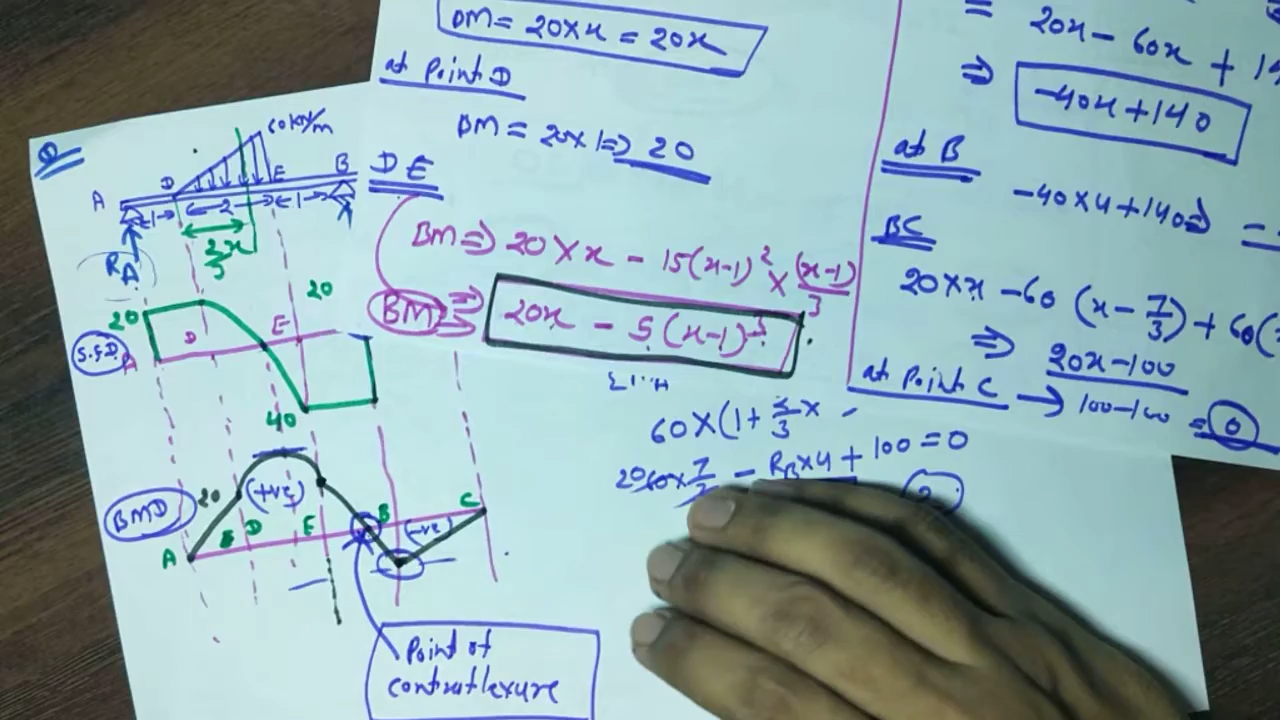 BM = 20×x = 20x
at Point D
BM = 20×1 ⇒ 20
Q
60kN/m
A D E B
1 2 1
2/3 x
RA
20 20
S.F.D.
A D E
40
BMD
20 (+ve)
A D E B C
(-ve)
Point of
contraflexure
DE
BM ⇒ 20 × x - 15(x-1)² × (x-1)/3
BM ⇒ 20x - 5(x-1)³
60×(1+ 2/3 ×
- RB×4 + 100 = 0
= 20x - 60x +
⇒ -40x+140
at B
-40×4+140 ⇒ =
BC
20×x - 60 (x - 7/3) + 60(
⇒ 20x-100
at Point C → 100-100 = 0